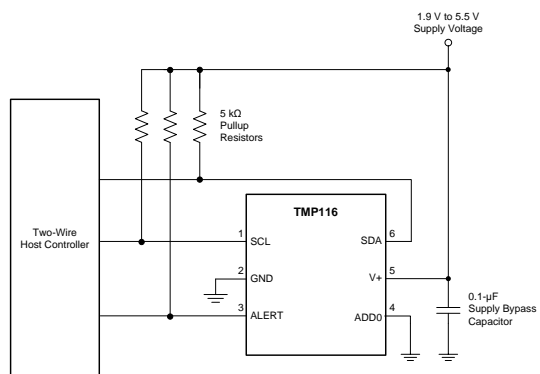 1.9 V to 5.5 V
Supply Voltage
5 kΩ
Pullup
Resistors
Two-Wire
Host Controller
TMP116
1 SCL
SDA 6
2 GND
V+ 5
3 ALERT
ADD0 4
0.1-µF
Supply Bypass
Capacitor